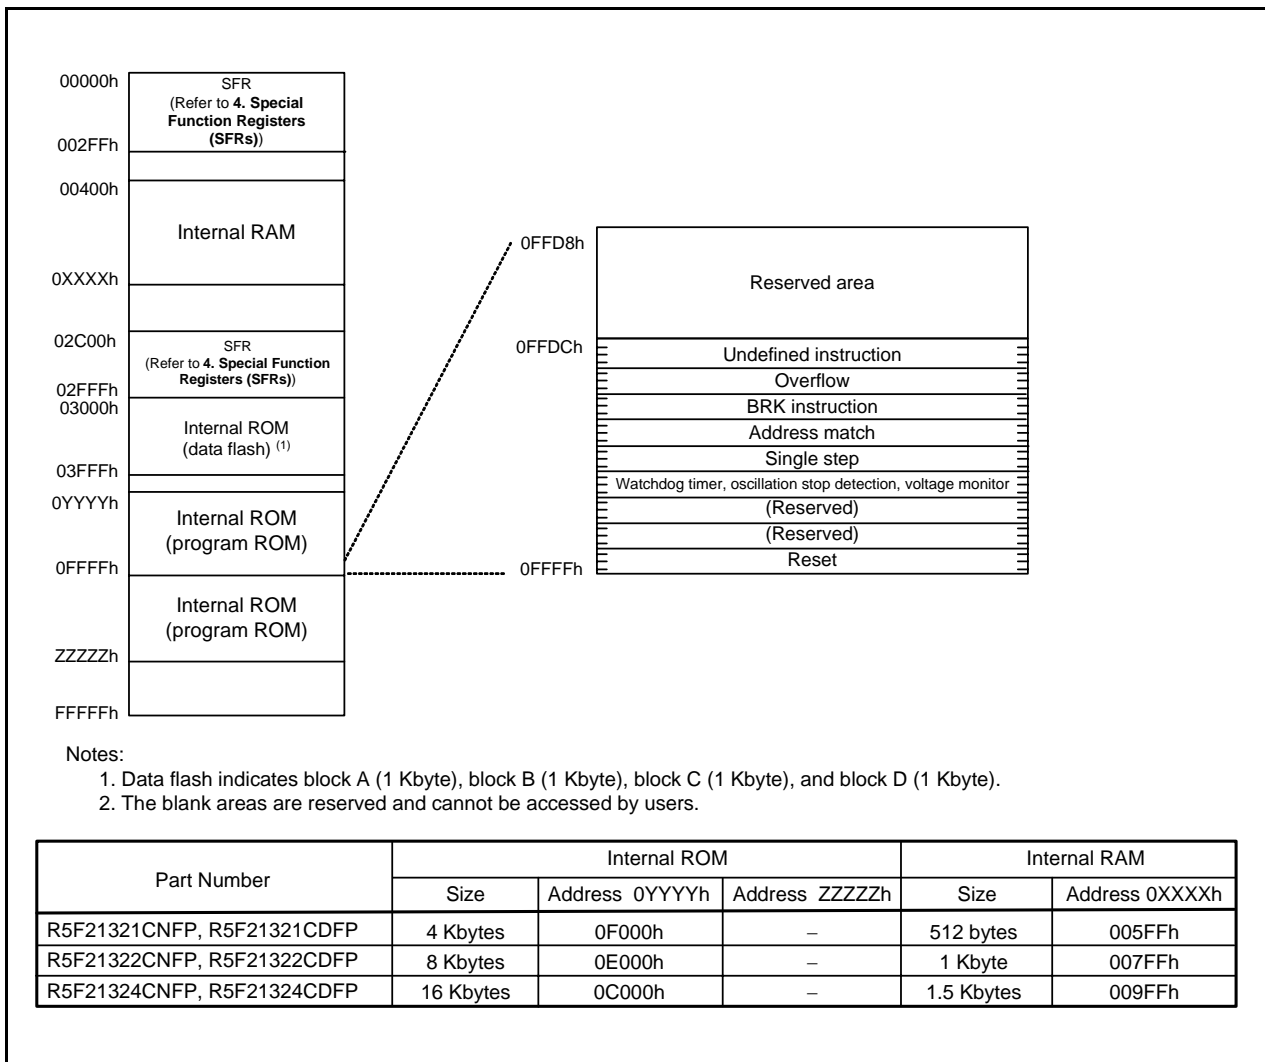 00000h
SFR
(Refer to 4. Special
Function Registers
(SFRs))
002FFh
00400h
Internal RAM
0XXXXh
02C00h
SFR
(Refer to 4. Special Function
Registers (SFRs))
02FFFh
03000h
Internal ROM
(data flash) (1)
03FFFh
0YYYYh
Internal ROM
(program ROM)
0FFFFh
Internal ROM
(program ROM)
ZZZZZh
FFFFFh
0FFD8h
Reserved area
0FFDCh
Undefined instruction
Overflow
BRK instruction
Address match
Single step
Watchdog timer, oscillation stop detection, voltage monitor
(Reserved)
(Reserved)
Reset
0FFFFh
Notes:
1. Data flash indicates block A (1 Kbyte), block B (1 Kbyte), block C (1 Kbyte), and block D (1 Kbyte).
2. The blank areas are reserved and cannot be accessed by users.
Part Number Internal ROM Internal RAM
Size Address 0YYYYh Address ZZZZZh Size Address 0XXXXh
R5F21321CNFP, R5F21321CDFP 4 Kbytes 0F000h – 512 bytes 005FFh
R5F21322CNFP, R5F21322CDFP 8 Kbytes 0E000h – 1 Kbyte 007FFh
R5F21324CNFP, R5F21324CDFP 16 Kbytes 0C000h – 1.5 Kbytes 009FFh